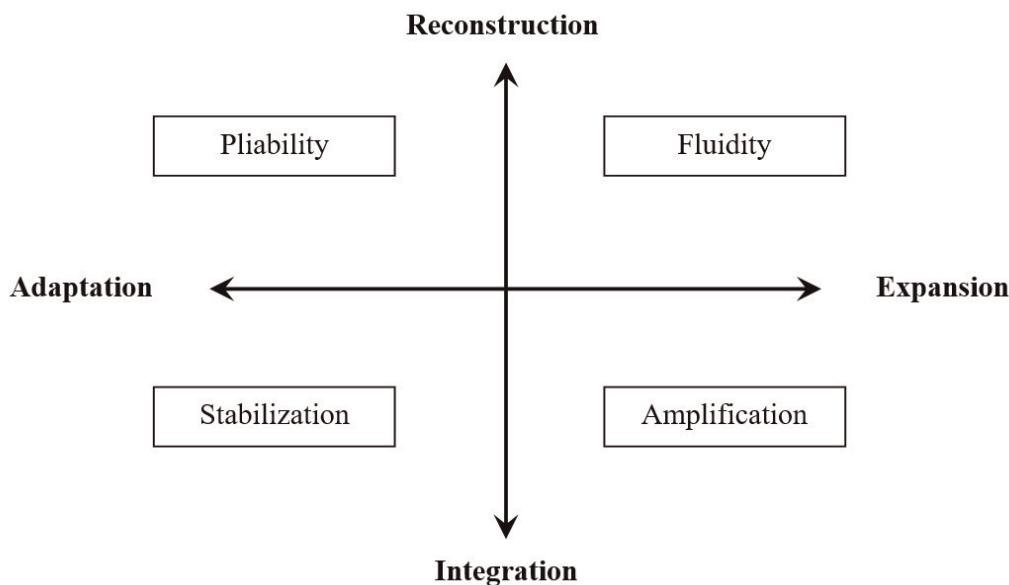 Reconstruction
Pliability
Fluidity
Adaptation
Expansion
Stabilization
Amplification
Integration